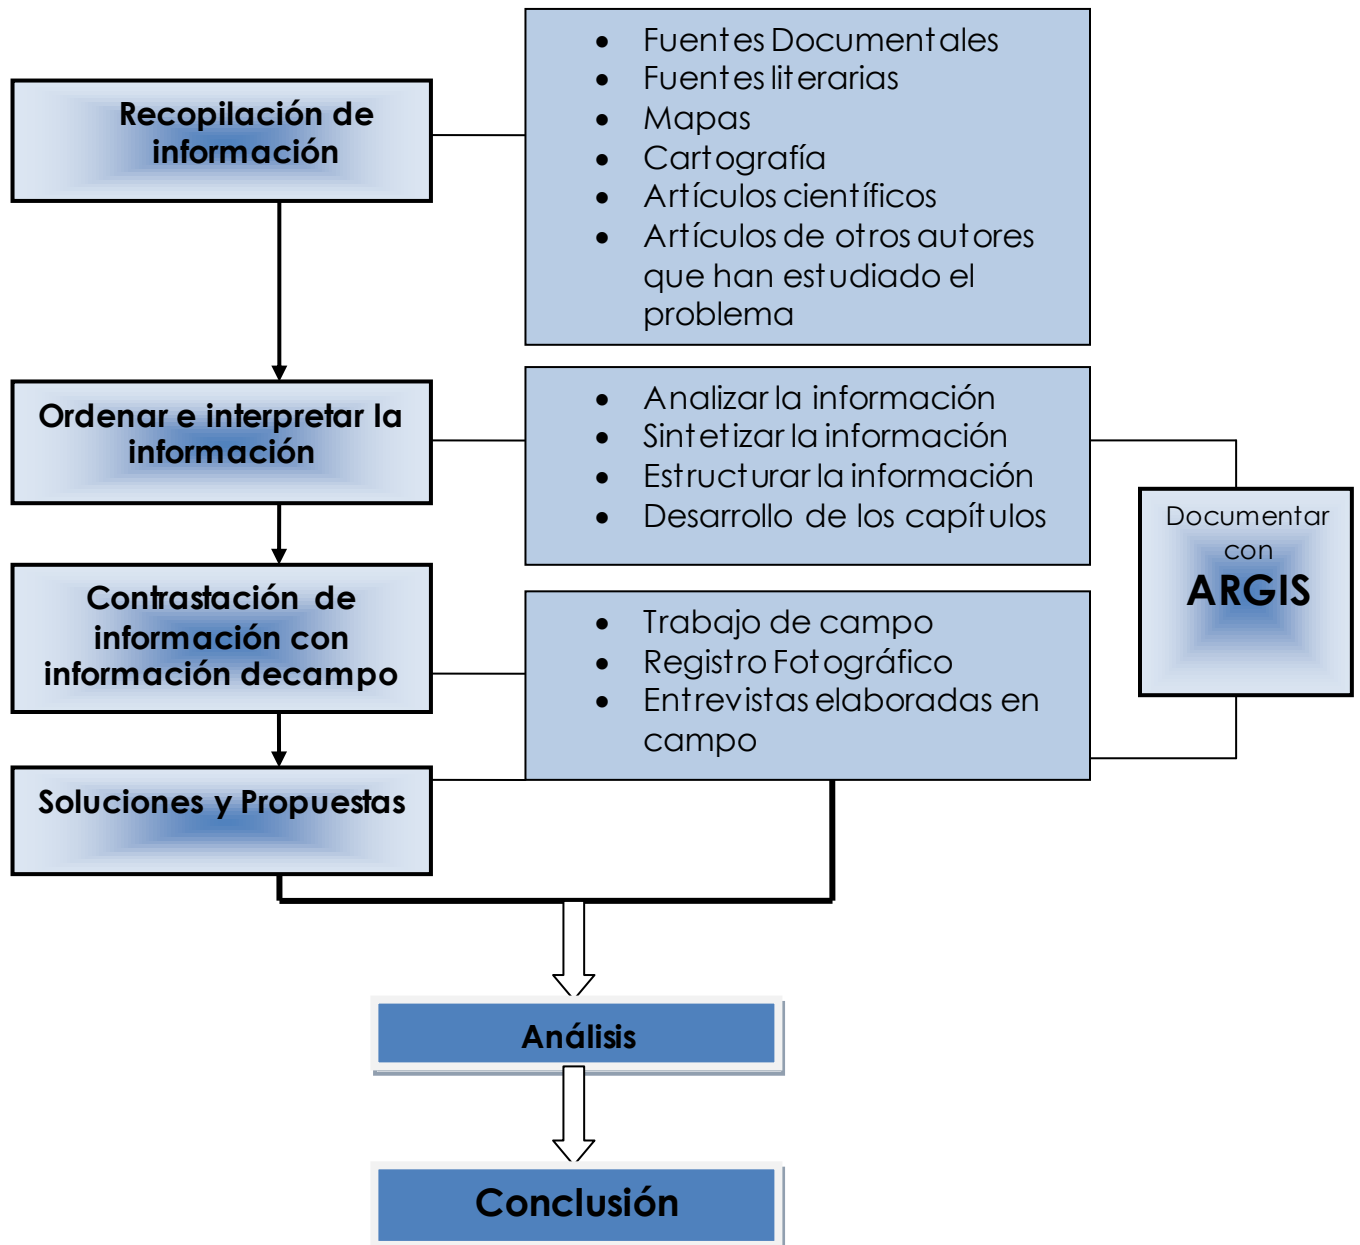 Recopilación de
información
• Fuentes Documentales
• Fuentes literarias
• Mapas
• Cartografía
• Artículos científicos
• Artículos de otros autores
que han estudiado el
problema
Ordenar e interpretar la
información
• Analizar la información
• Sintetizar la información
• Estructurar la información
• Desarrollo de los capítulos
Documentar
con
ARGIS
Contrastación de
información con
información decampo
• Trabajo de campo
• Registro Fotográfico
• Entrevistas elaboradas en
campo
Soluciones y Propuestas
Análisis
Conclusión